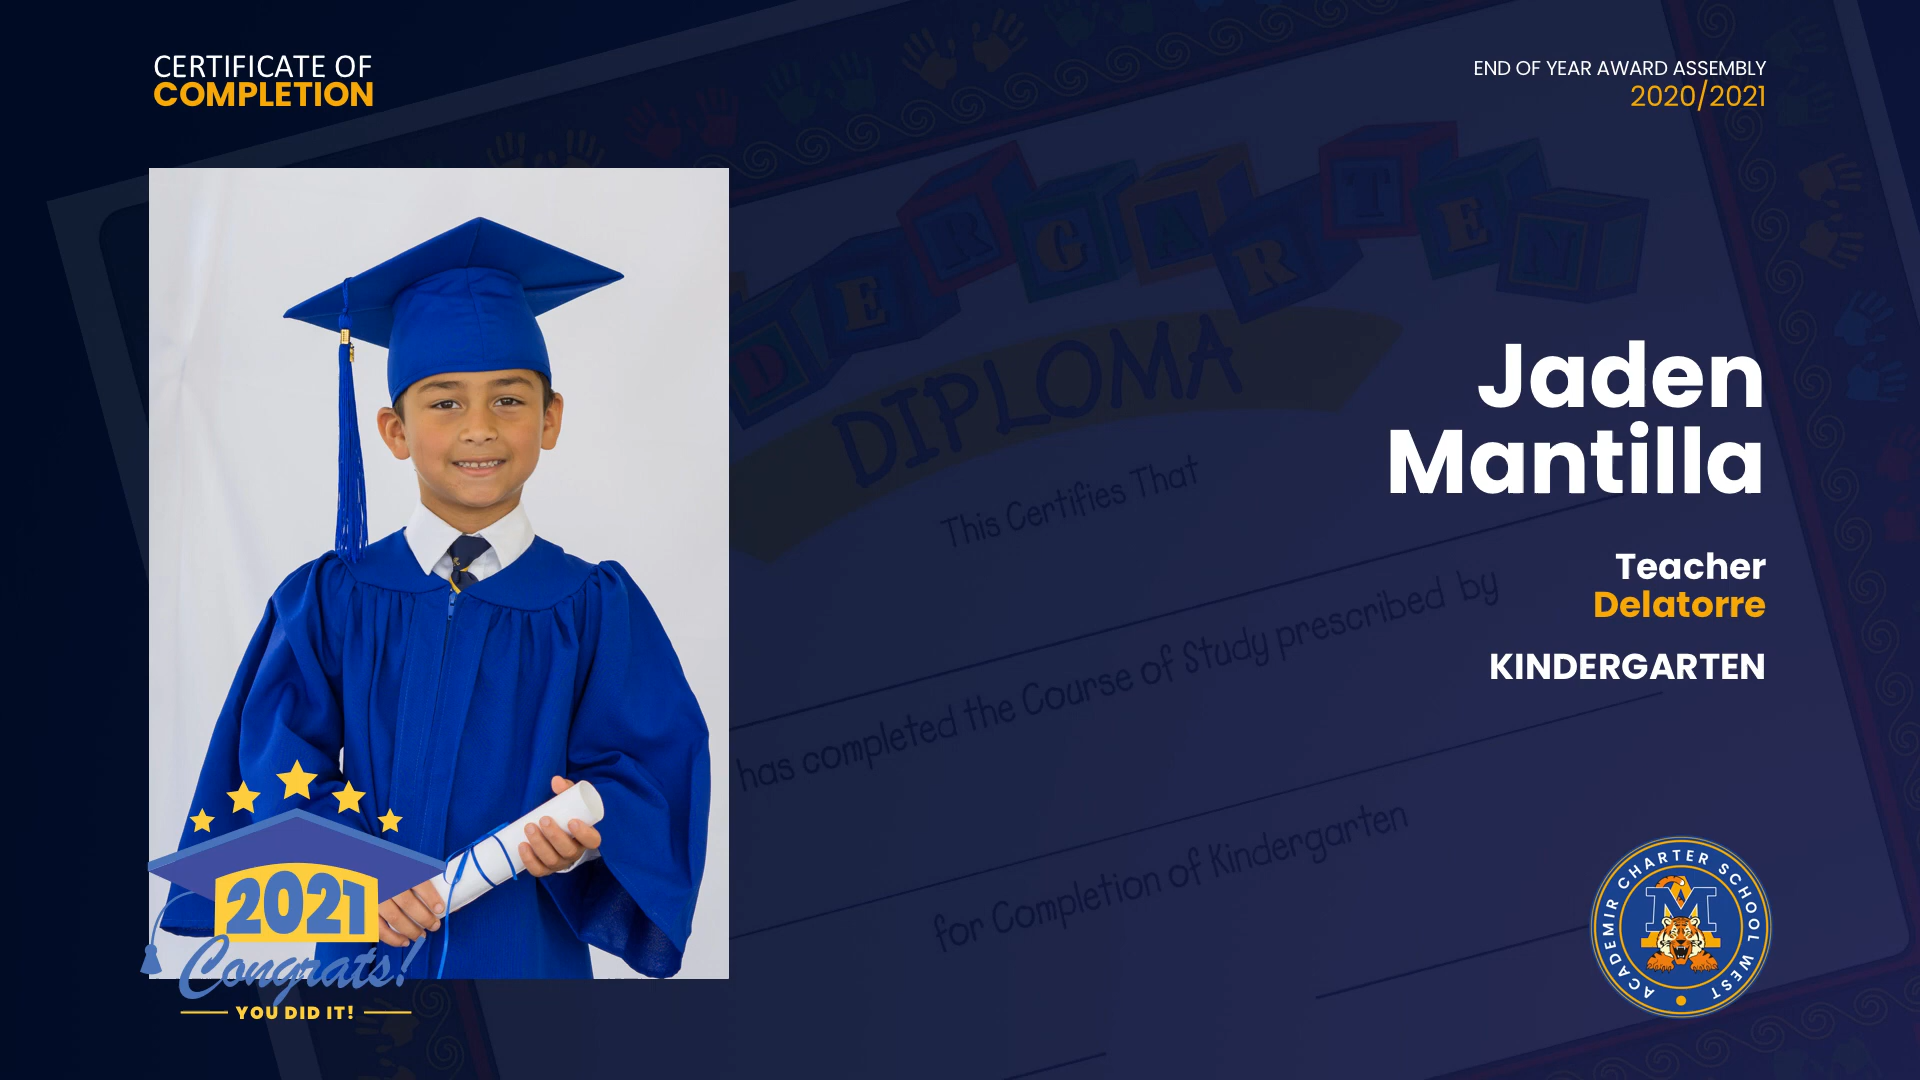 CERTIFICATE OF
COMPLETION
END OF YEAR AWARD ASSEMBLY
2020/2021
D E R G A R T E N
DIPLOMA
This Certifies That
has completed the Course of Study prescribed by
for Completion of Kindergarten
Jaden
Mantilla
Teacher
Delatorre
KINDERGARTEN
2021
Congrats!
YOU DID IT!
ACADEMIR CHARTER SCHOOL WEST
M
A